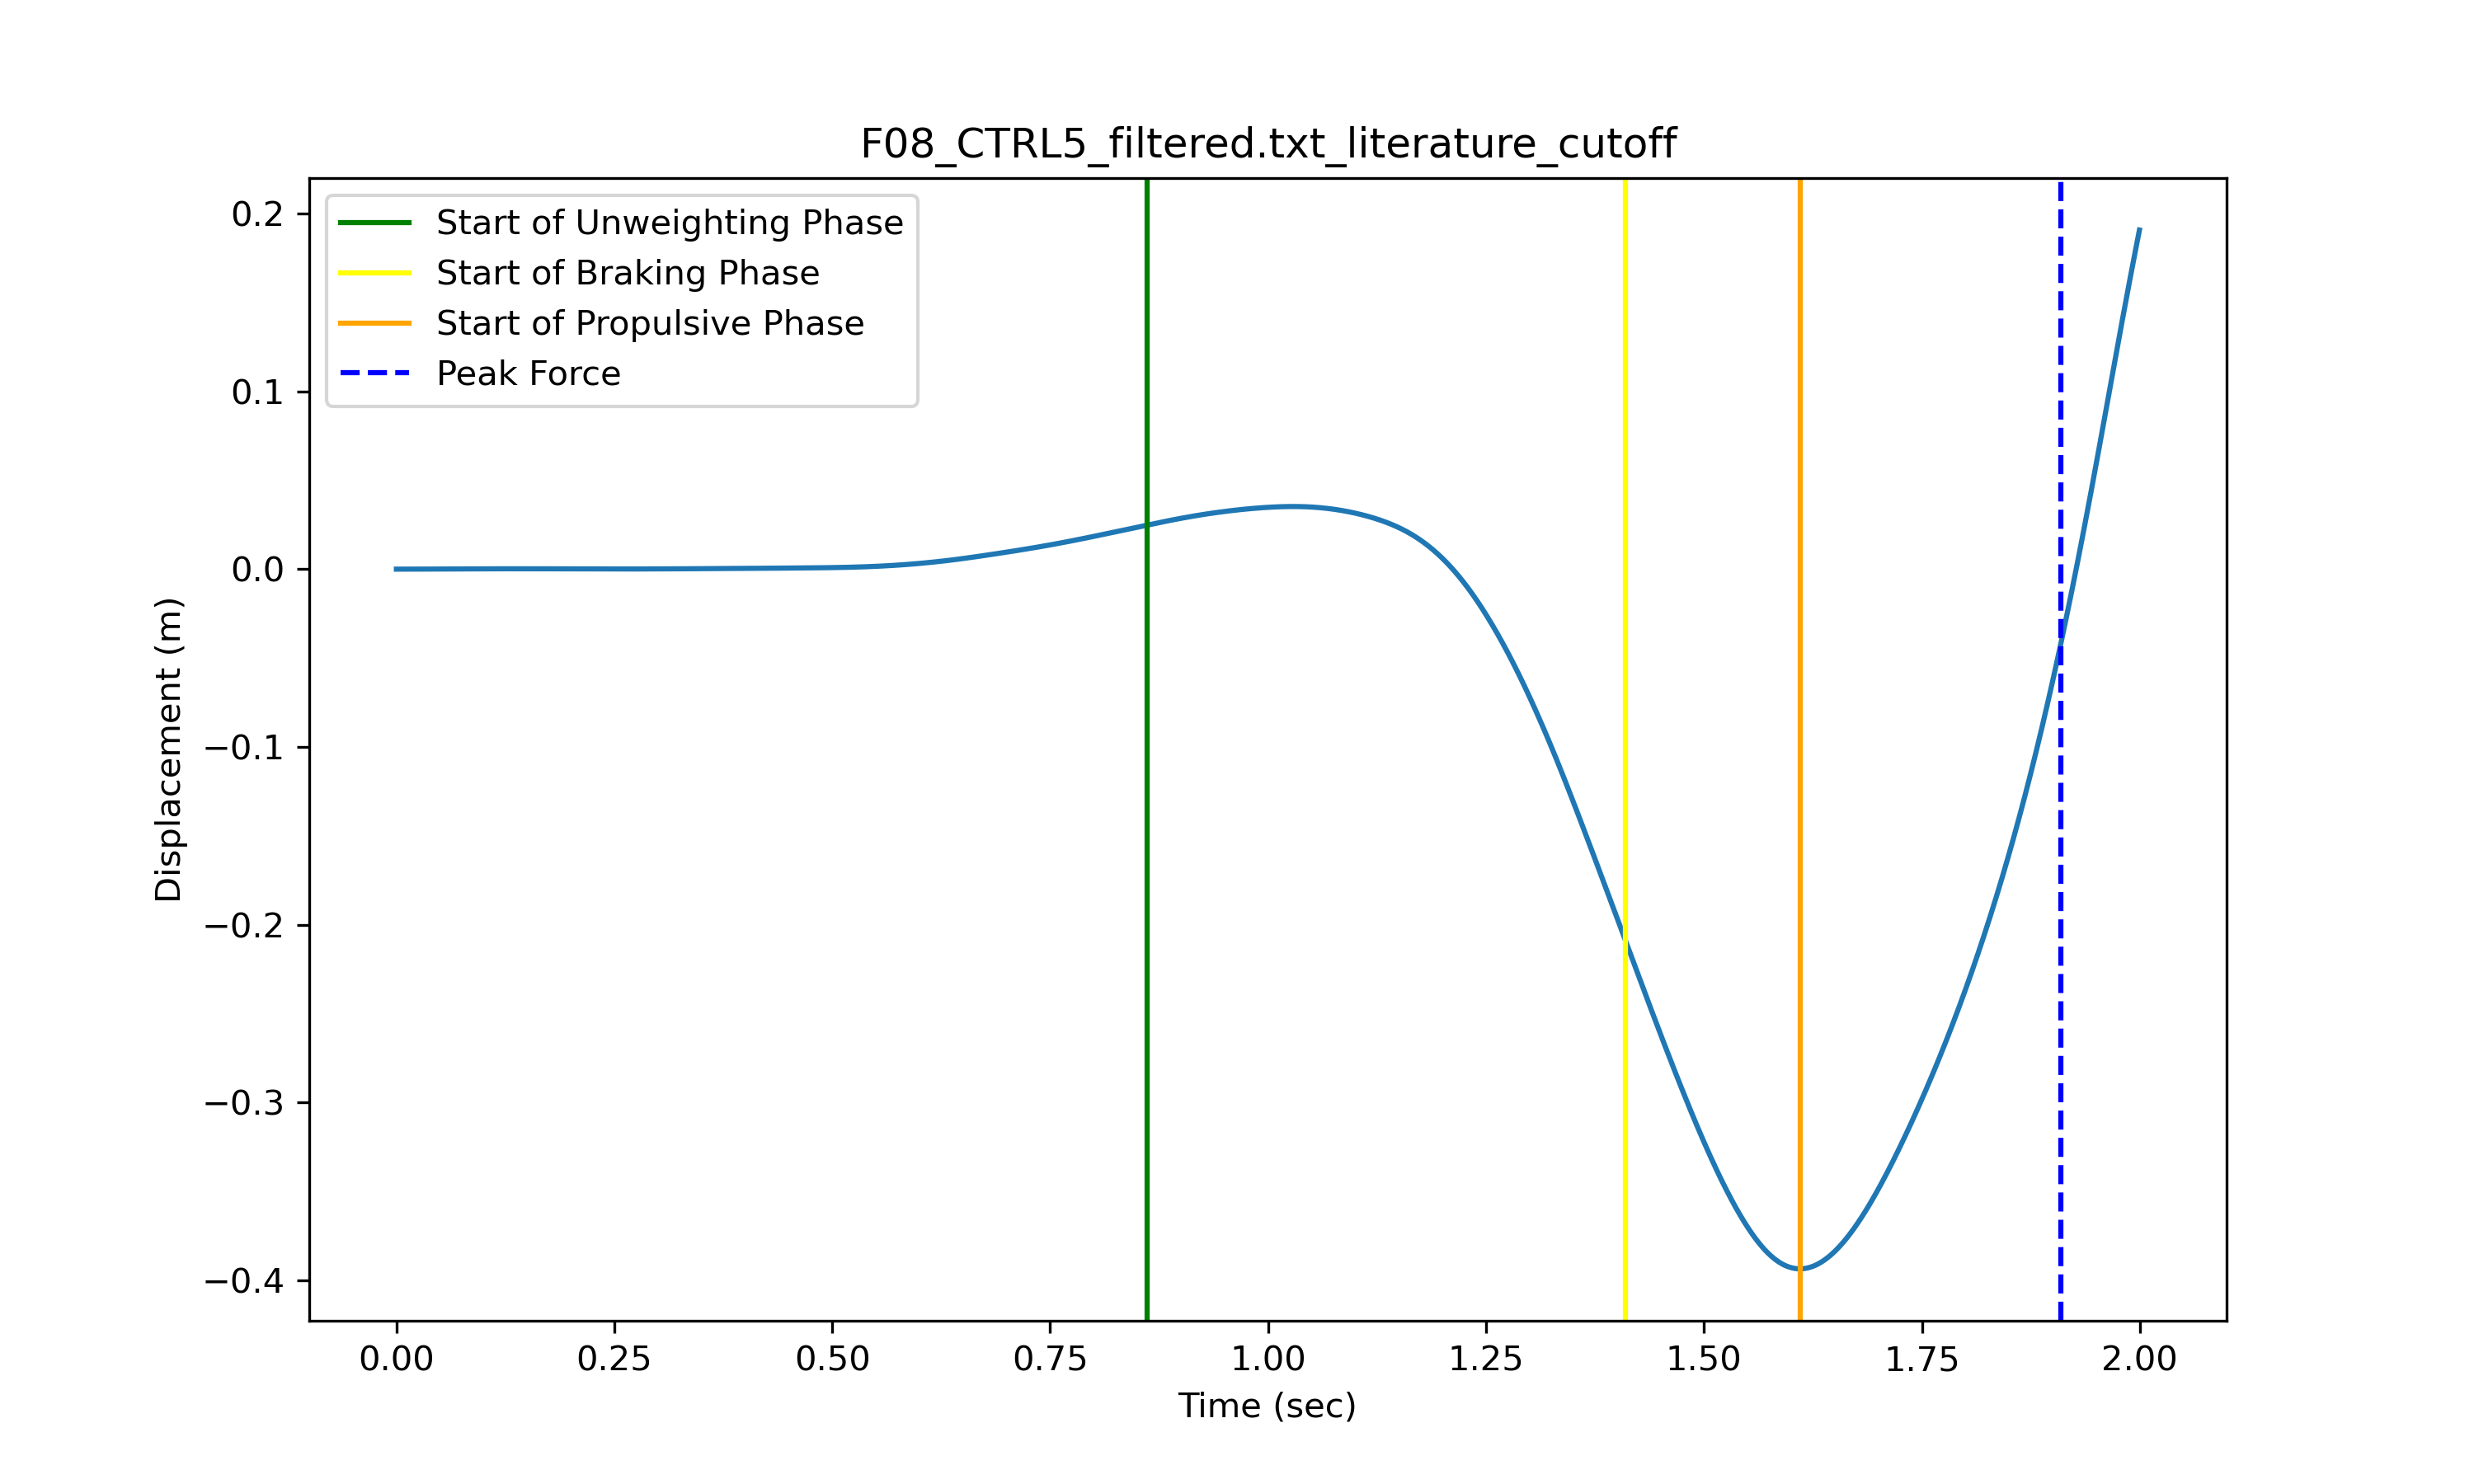 F08_CTRL5_filtered.txt_literature_cutoff
Start of Unweighting Phase
Start of Braking Phase
Start of Propulsive Phase
Peak Force
0.2
0.1
0.0
−0.1
−0.2
−0.3
−0.4
Displacement (m)
0.00 0.25 0.50 0.75 1.00 1.25 1.50 1.75 2.00
Time (sec)